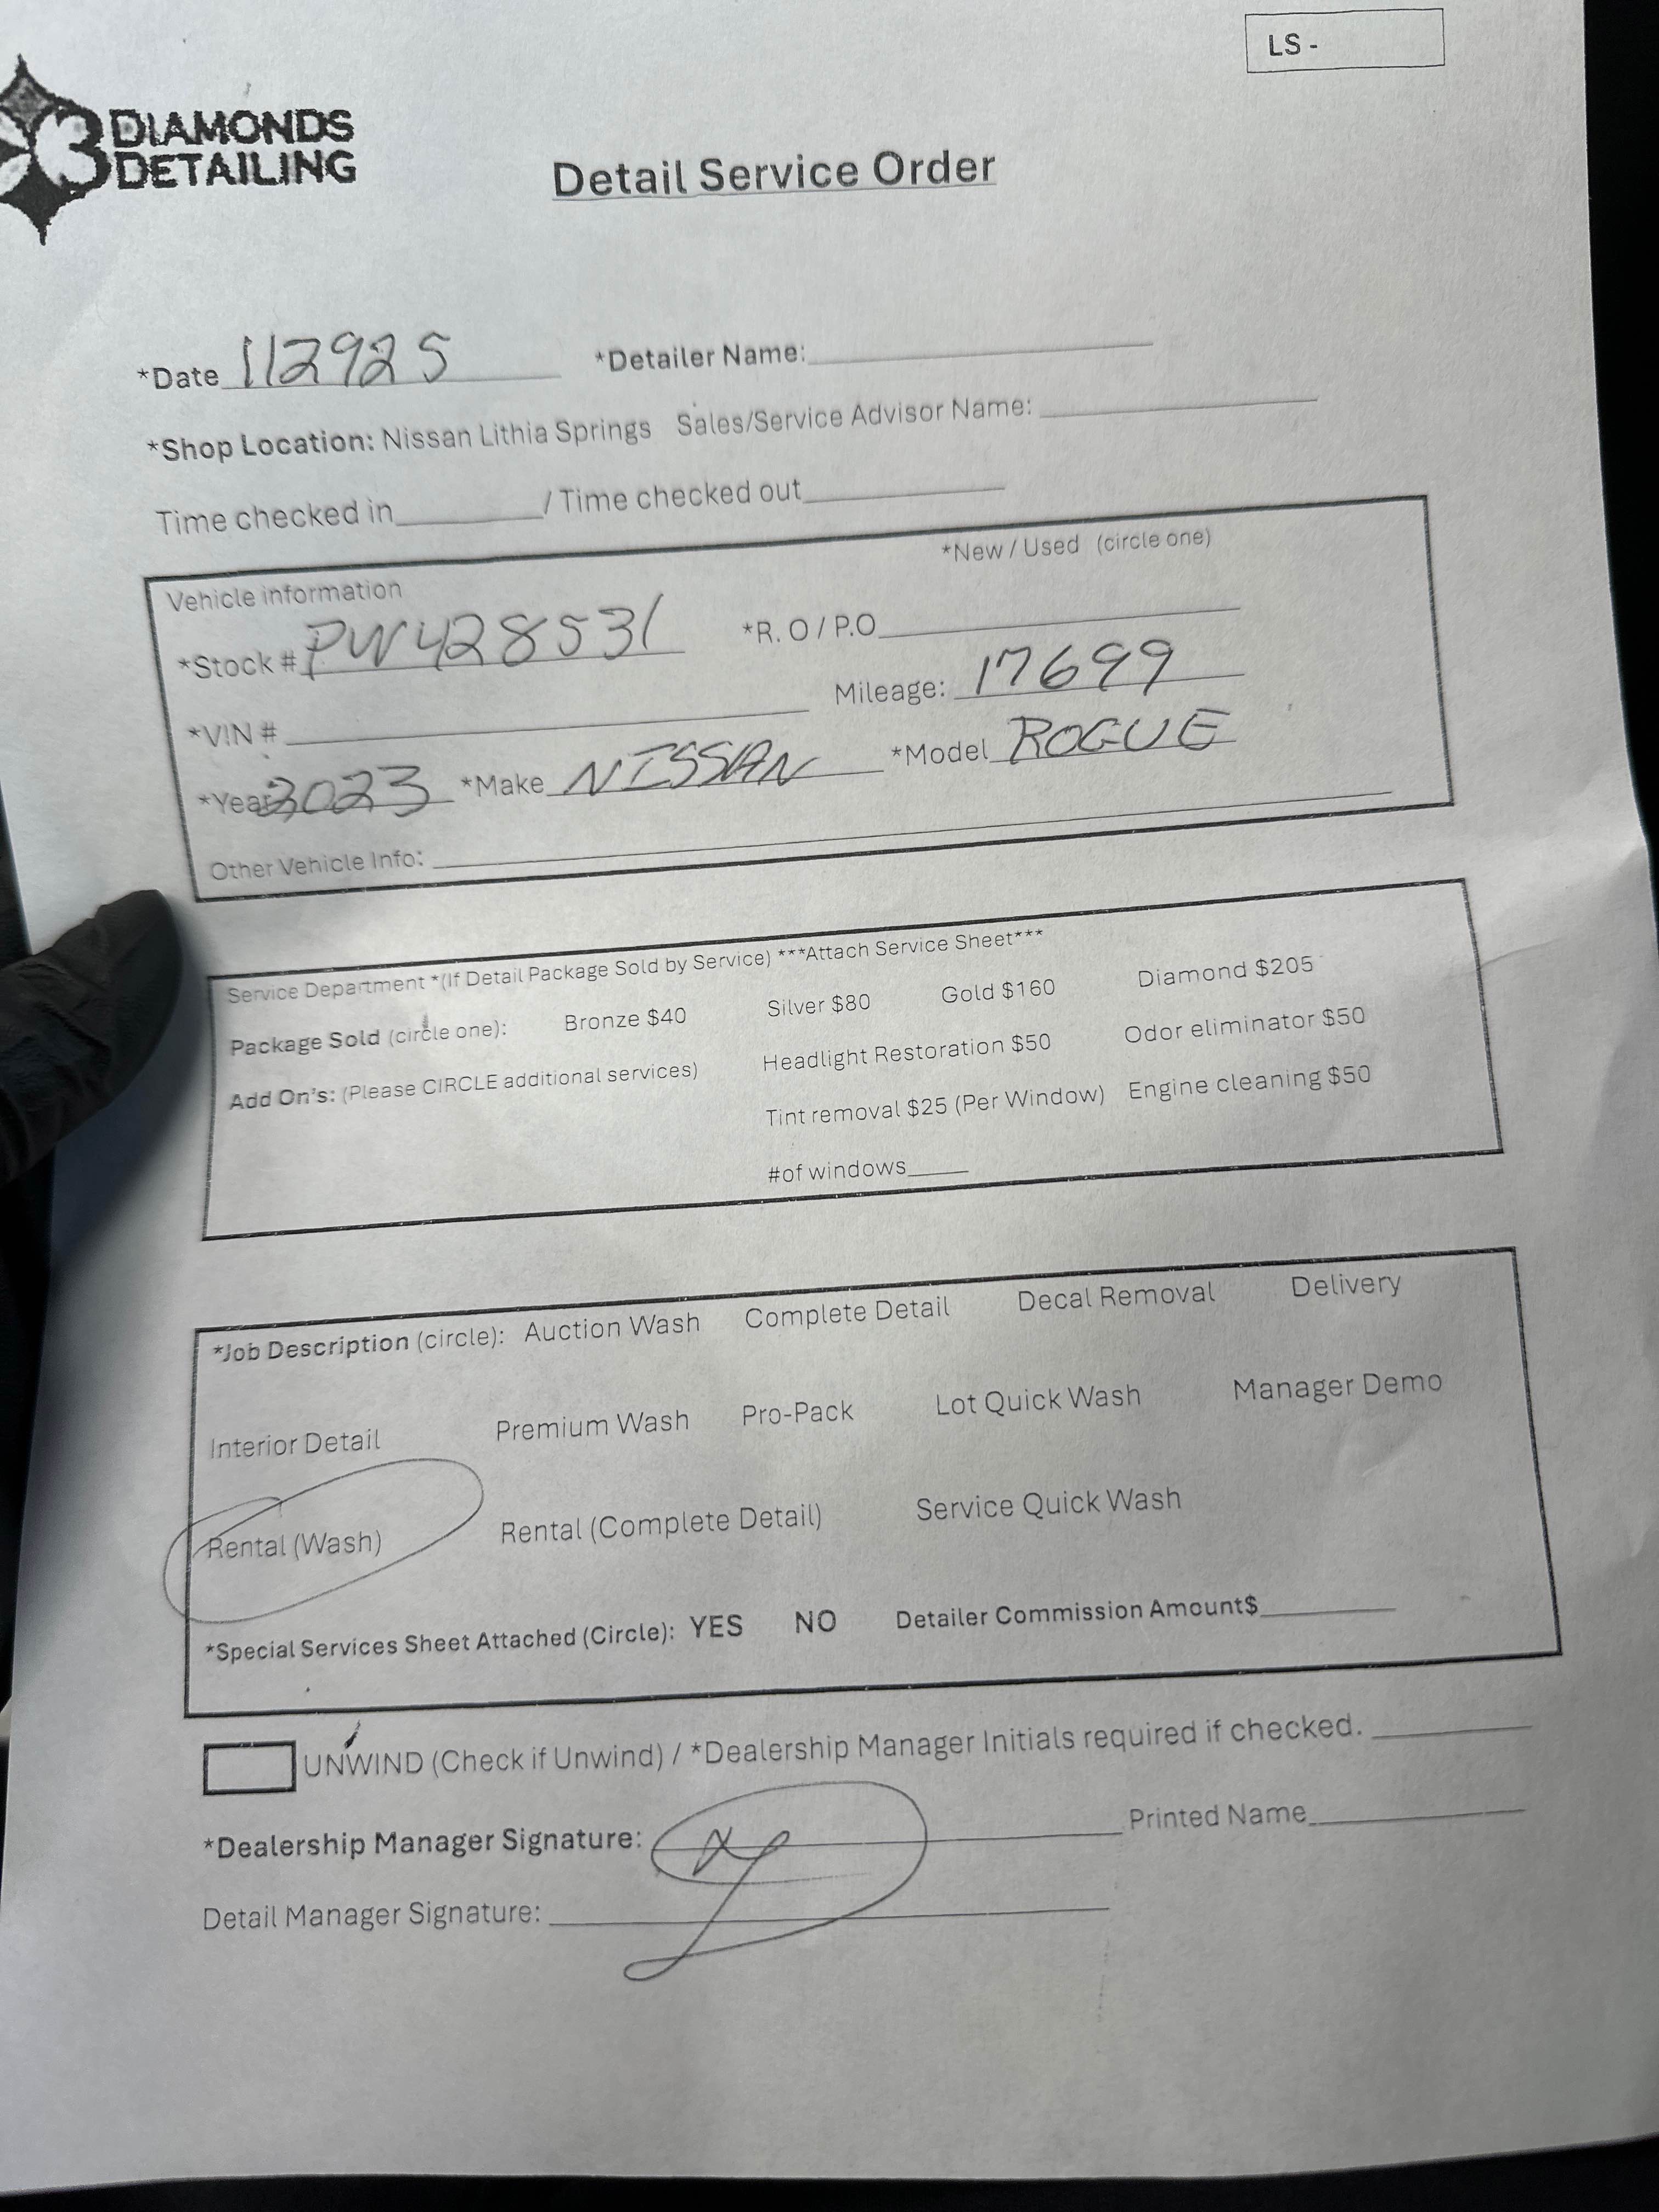 LS -
3 DIAMONDS
DETAILING
Detail Service Order
*Date 112925 *Detailer Name:
*Shop Location: Nissan Lithia Springs Sales/Service Advisor Name:
Time checked in / Time checked out
*New / Used (circle one)
Vehicle information
*Stock # PW428531 *R. O / P.O
*VIN # Mileage: 17699
*Year 2023 *Make NISSAN *Model ROGUE
Other Vehicle Info:
Service Department *(If Detail Package Sold by Service) ***Attach Service Sheet***
Package Sold (circle one): Bronze $40 Silver $80 Gold $160 Diamond $205
Add On's: (Please CIRCLE additional services) Headlight Restoration $50 Odor eliminator $50
Tint removal $25 (Per Window) Engine cleaning $50
#of windows
*Job Description (circle): Auction Wash Complete Detail Decal Removal Delivery
Interior Detail Premium Wash Pro-Pack Lot Quick Wash Manager Demo
Rental (Wash) Rental (Complete Detail) Service Quick Wash
*Special Services Sheet Attached (Circle): YES NO Detailer Commission Amount$
UNWIND (Check if Unwind) / *Dealership Manager Initials required if checked.
*Dealership Manager Signature: Printed Name
Detail Manager Signature: